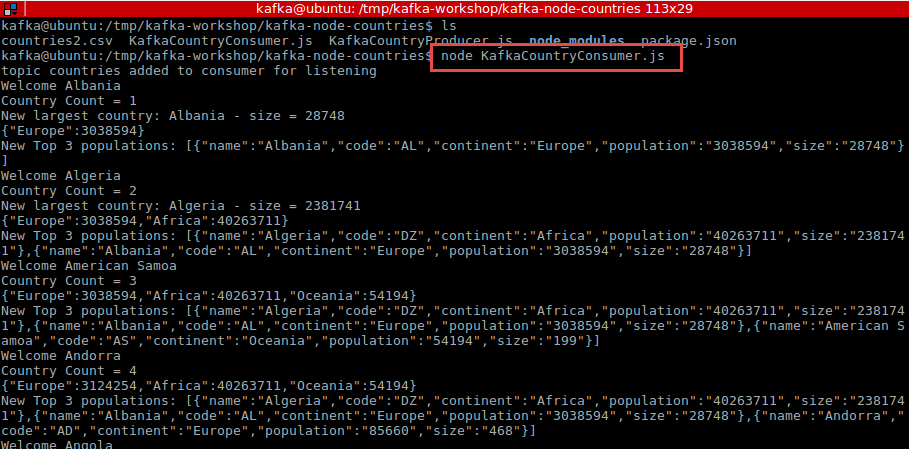 kafka@ubuntu: /tmp/kafka-workshop/kafka-node-countries 113x29
kafka@ubuntu:/tmp/kafka-workshop/kafka-node-countries$ ls
countries2.csv  KafkaCountryConsumer.js  KafkaCountryProducer.js  node_modules  package.json
kafka@ubuntu:/tmp/kafka-workshop/kafka-node-countries$ node KafkaCountryConsumer.js
topic countries added to consumer for listening
Welcome Albania
Country Count = 1
New largest country: Albania - size = 28748
{"Europe":3038594}
New Top 3 populations: [{"name":"Albania","code":"AL","continent":"Europe","population":"3038594","size":"28748"}
]
Welcome Algeria
Country Count = 2
New largest country: Algeria - size = 2381741
{"Europe":3038594,"Africa":40263711}
New Top 3 populations: [{"name":"Algeria","code":"DZ","continent":"Africa","population":"40263711","size":"238174
1"},{"name":"Albania","code":"AL","continent":"Europe","population":"3038594","size":"28748"}]
Welcome American Samoa
Country Count = 3
{"Europe":3038594,"Africa":40263711,"Oceania":54194}
New Top 3 populations: [{"name":"Algeria","code":"DZ","continent":"Africa","population":"40263711","size":"238174
1"},{"name":"Albania","code":"AL","continent":"Europe","population":"3038594","size":"28748"},{"name":"American S
amoa","code":"AS","continent":"Oceania","population":"54194","size":"199"}]
Welcome Andorra
Country Count = 4
{"Europe":3124254,"Africa":40263711,"Oceania":54194}
New Top 3 populations: [{"name":"Algeria","code":"DZ","continent":"Africa","population":"40263711","size":"238174
1"},{"name":"Albania","code":"AL","continent":"Europe","population":"3038594","size":"28748"},{"name":"Andorra","
code":"AD","continent":"Europe","population":"85660","size":"468"}]
Welcome Angola